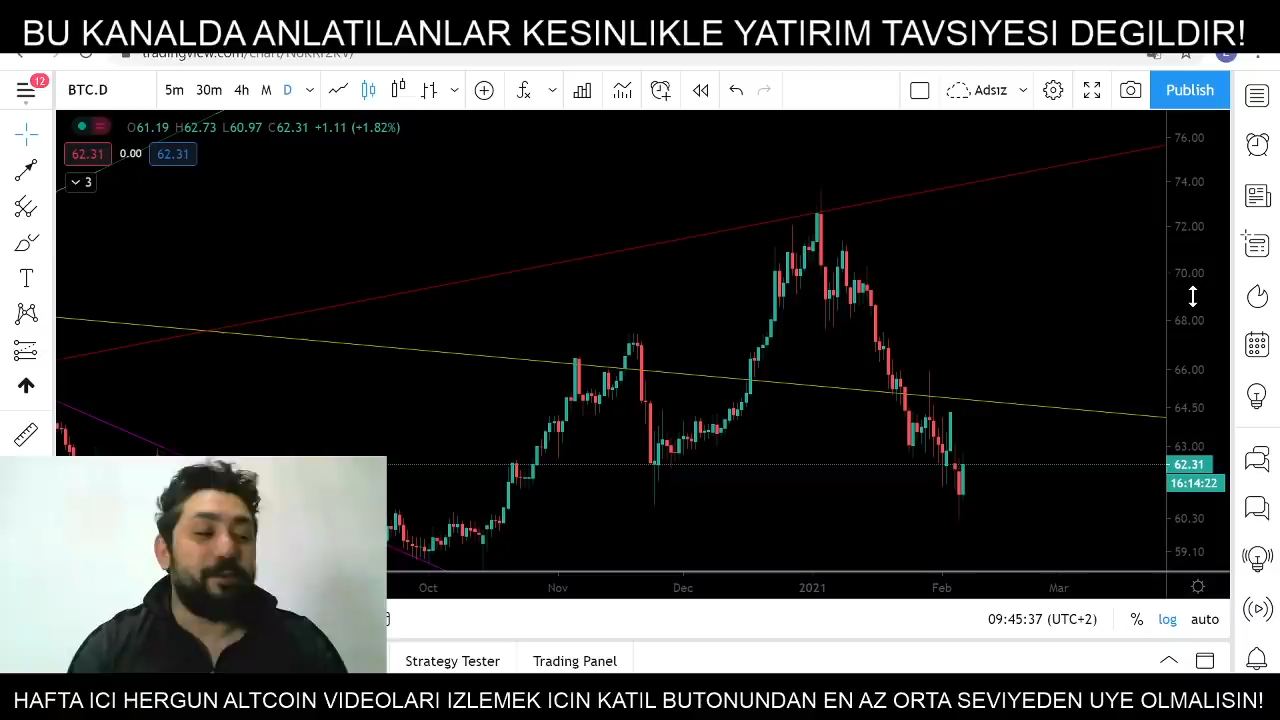 BU KANALDA ANLATILANLAR KESINLIKLE YATIRIM TAVSIYESI DEGILDIR!
12
BTC.D 5m 30m 4h M D Adsız Publish
O61.19 H62.73 L60.97 C62.31 +1.11 (+1.82%)
62.31 0.00 62.31
3
76.00
74.00
72.00
70.00
68.00
66.00
64.50
63.00
62.31
16:14:22
60.30
59.10
Oct Nov Dec 2021 Feb Mar
09:45:37 (UTC+2) % log auto
Strategy Tester Trading Panel
HAFTA ICI HERGUN ALTCOIN VIDEOLARI IZLEMEK ICIN KATIL BUTONUNDAN EN AZ ORTA SEVIYEDEN UYE OLMALISIN!